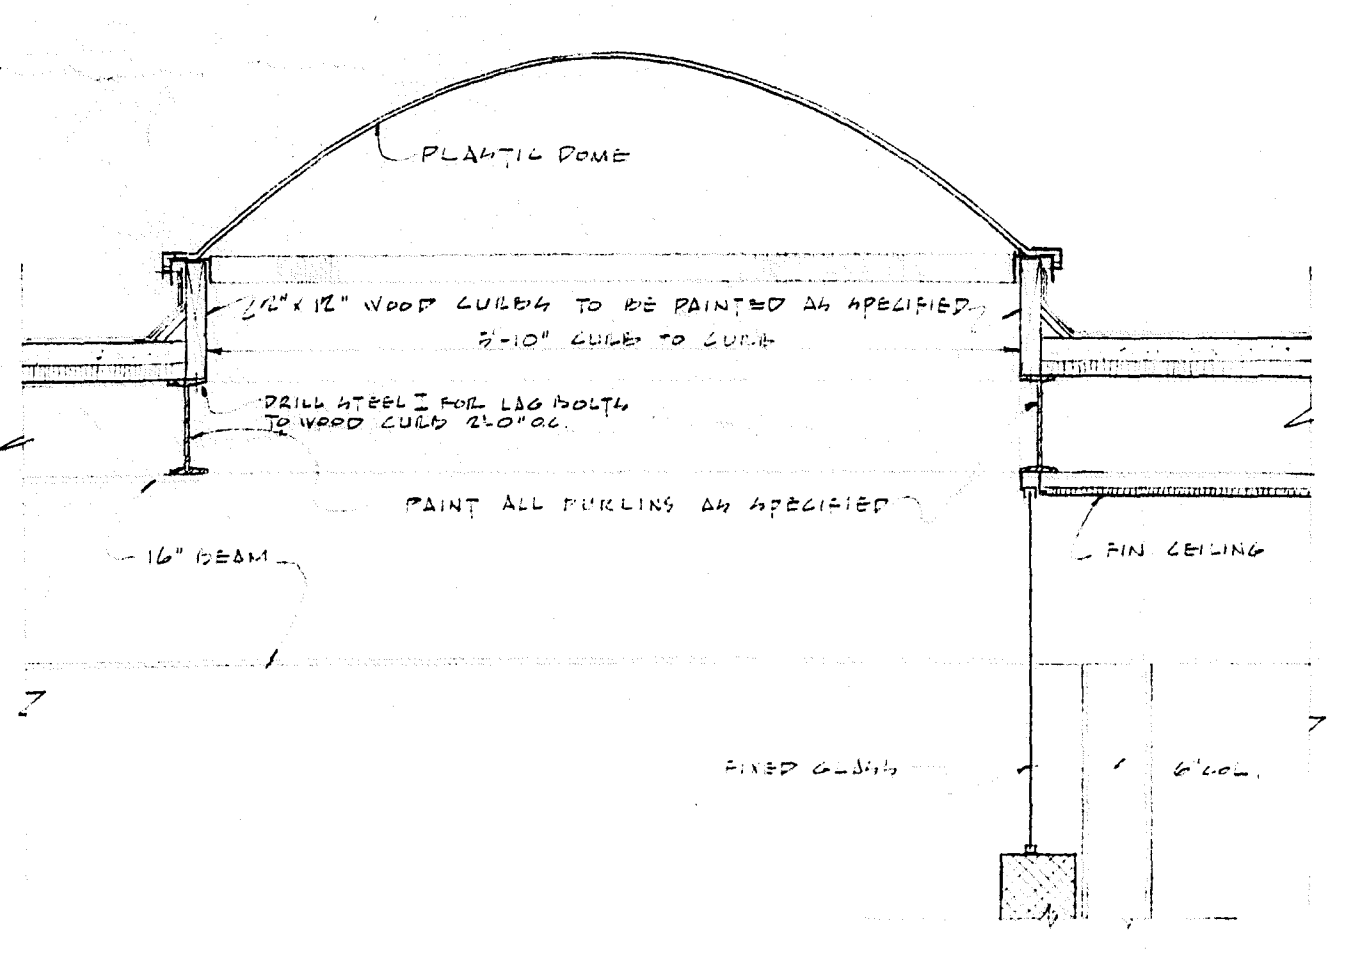 PLASTIC DOME
2"x 12" WOOD CURBS TO BE PAINTED AS SPECIFIED
5'-10" CURB TO CURB
DRILL STEEL I FOR LAG BOLTS
TO WOOD CURB 2'-0" O.C.
PAINT ALL PURLINS AS SPECIFIED
16" BEAM
FIN. CEILING
FIXED GLASS
6" COL.